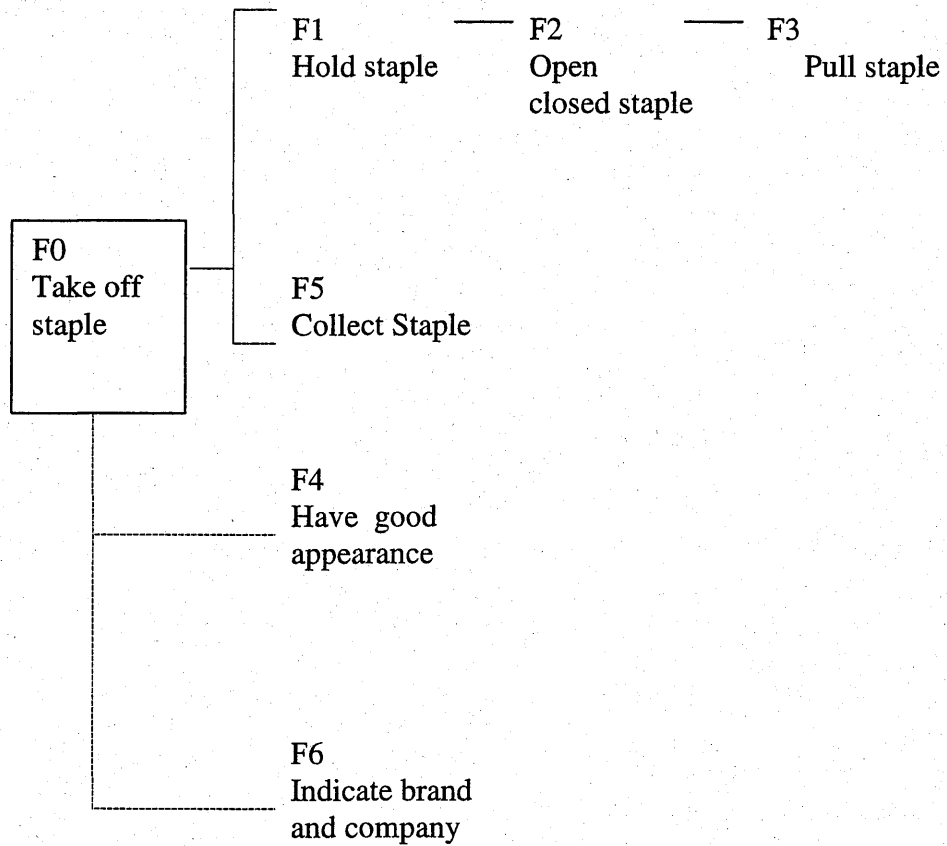 F1
Hold staple
F2
Open
closed staple
F3
Pull staple
F0
Take off
staple
F5
Collect Staple
F4
Have good
appearance
F6
Indicate brand
and company